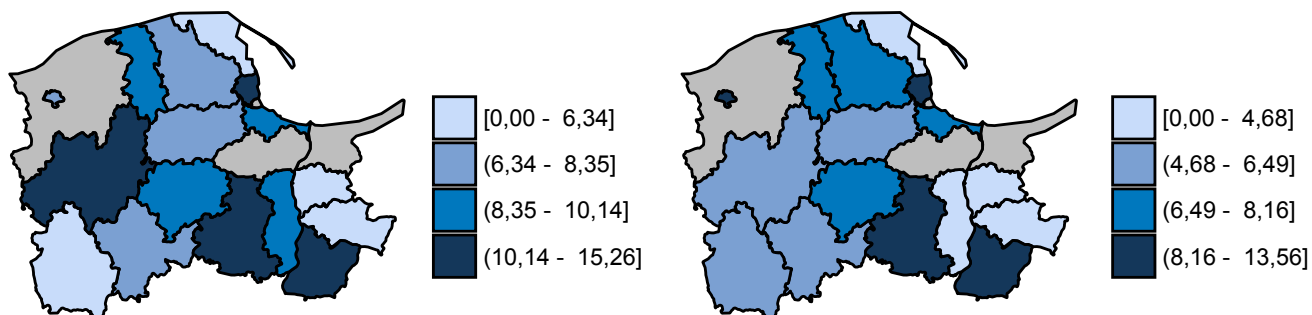 [0,00 - 6,34]
(6,34 - 8,35]
(8,35 - 10,14]
(10,14 - 15,26]
[0,00 - 4,68]
(4,68 - 6,49]
(6,49 - 8,16]
(8,16 - 13,56]